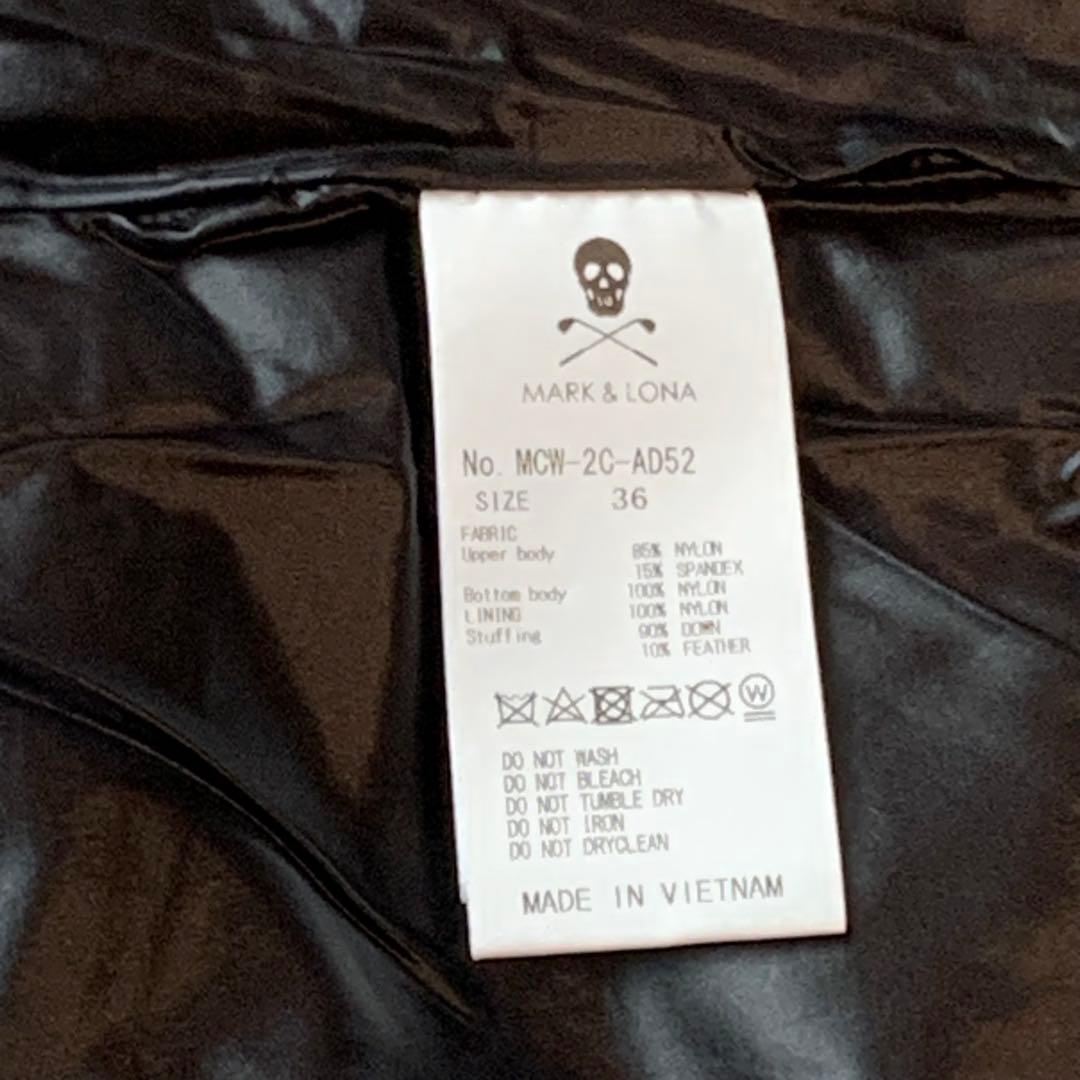 MARK & LONA
No. MCW-2C-AD52
SIZE 36
FABRIC
Upper body 85% NYLON
15% SPANDEX
Bottom body 100% NYLON
LINING 100% NYLON
Stuffing 90% DOWN
10% FEATHER
W
DO NOT WASH
DO NOT BLEACH
DO NOT TUMBLE DRY
DO NOT IRON
DO NOT DRYCLEAN
MADE IN VIETNAM